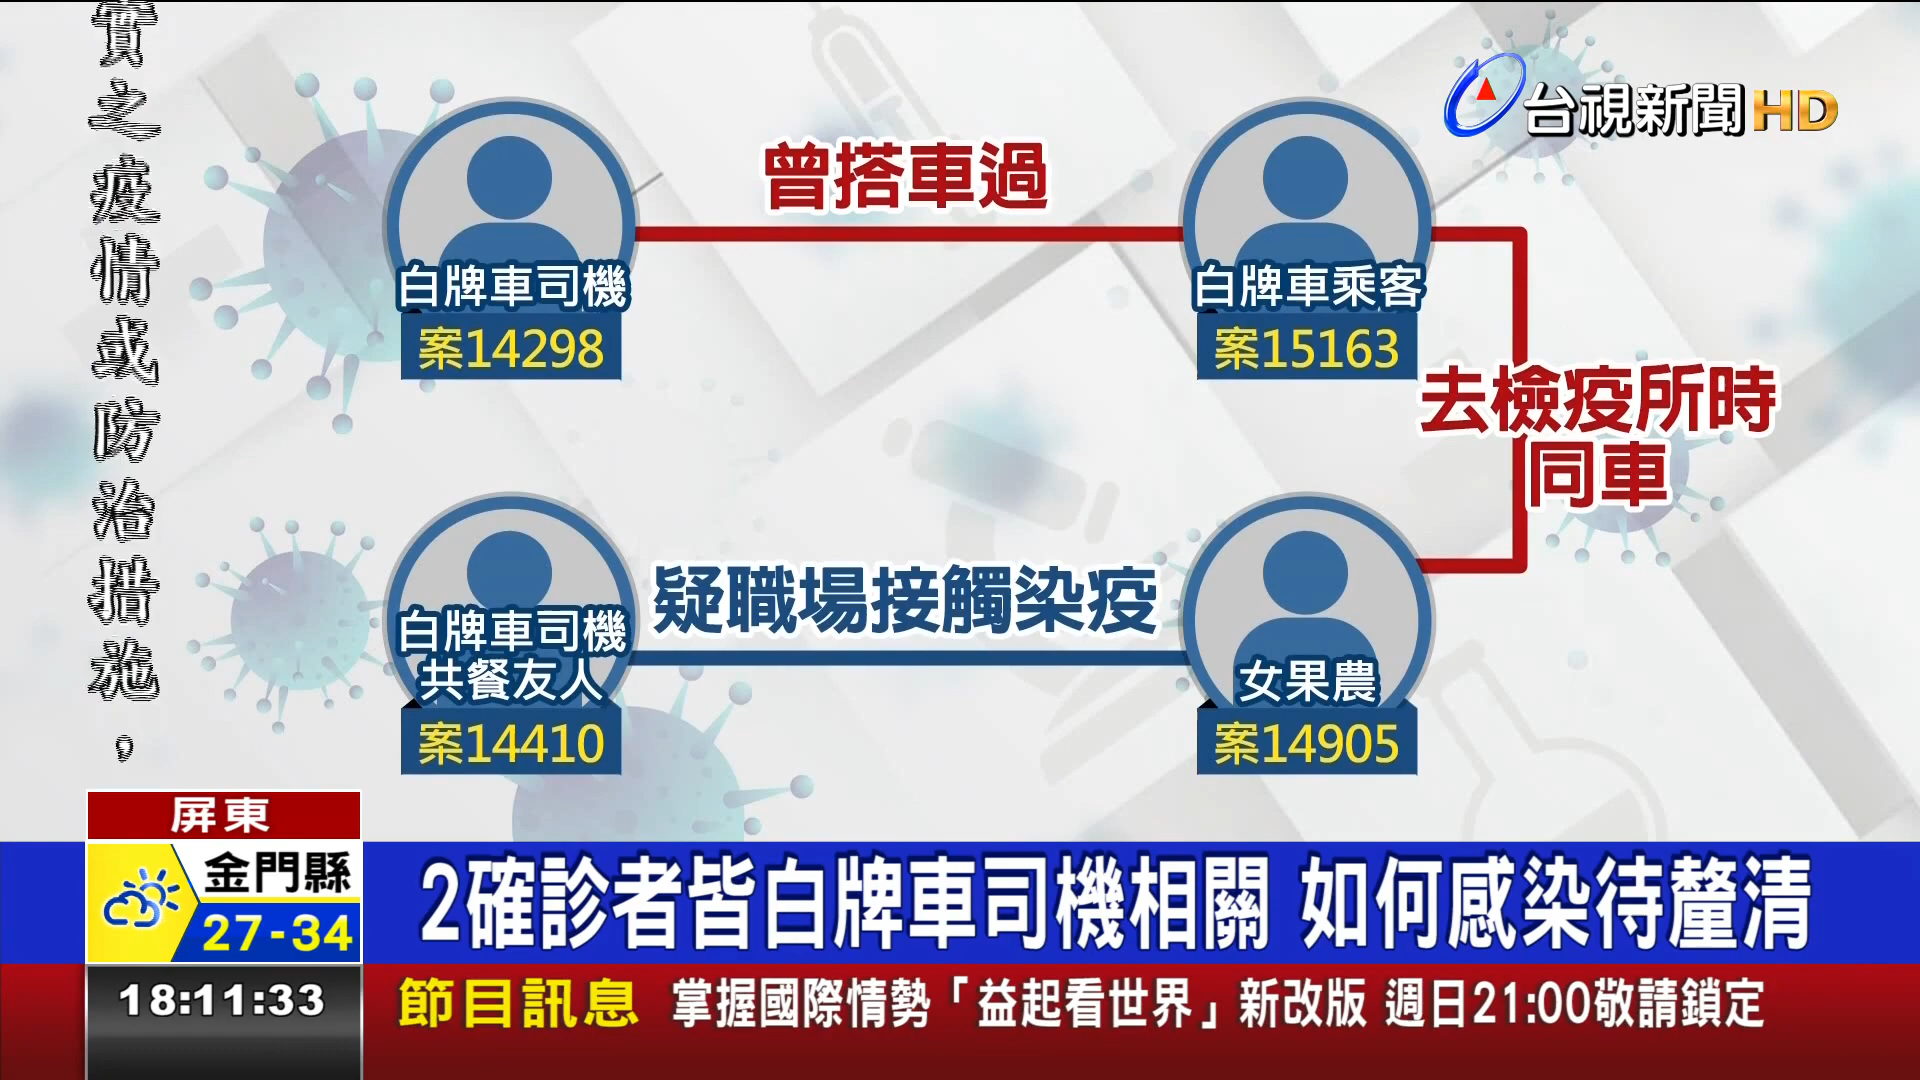 實之疫情或防治措施。
台視新聞HD
曾搭車過
白牌車司機
案14298
白牌車乘客
案15163
去檢疫所時
同車
白牌車司機
共餐友人
案14410
疑職場接觸染疫
女果農
案14905
屏東
金門縣
27-34
18:11:33
2確診者皆白牌車司機相關 如何感染待釐清
節目訊息 掌握國際情勢「益起看世界」新改版 週日21:00敬請鎖定